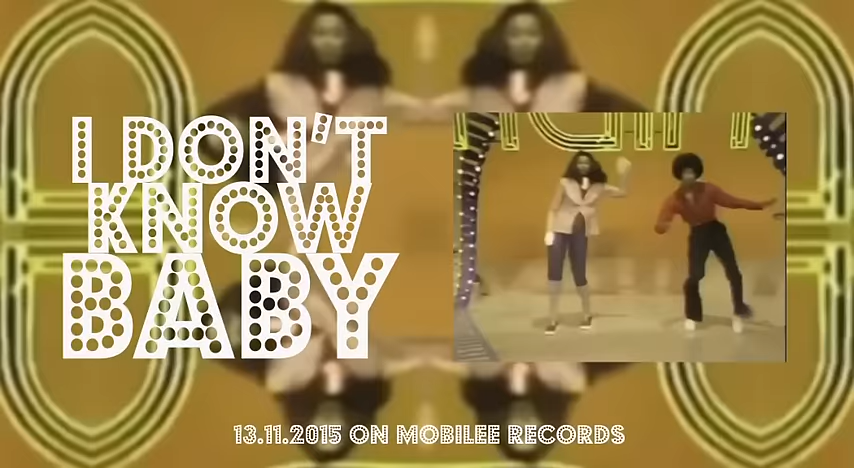 I DON'T
KNOW
BABY
13.11.2015 ON MOBILEE RECORDS